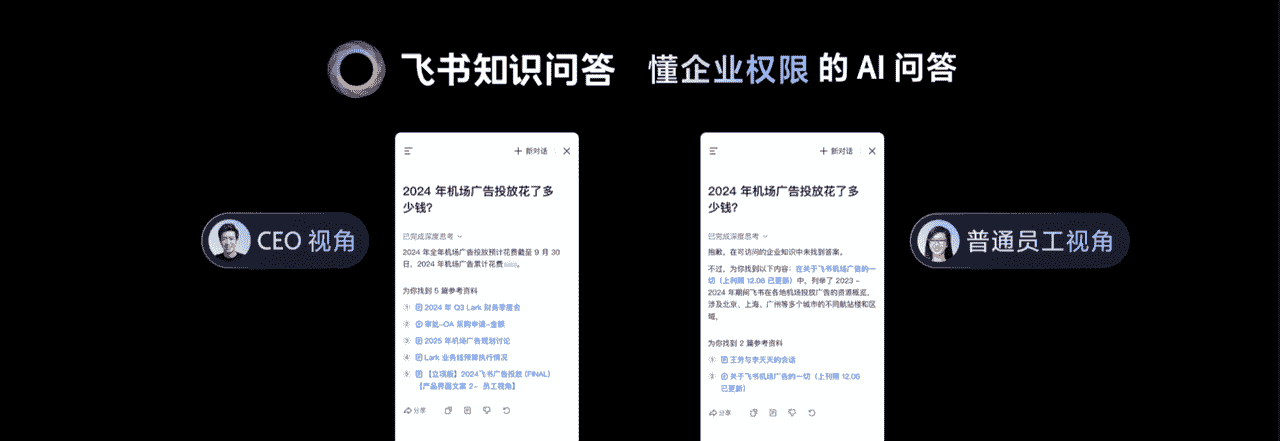 飞书知识问答 懂企业权限的 AI 问答
CEO 视角
新对话
2024 年机场广告投放花了多
少钱?
已完成深度思考
2024 年全年机场广告投放预计花费截至 9 月 30
日，2024 年机场广告累计花费
为你找到 5 篇参考资料
1 2024 年 Q3 Lark 财务季度会
2 审批-OA 采购申请-金额
3 2025 年机场广告规划讨论
4 Lark 业务线预算执行情况
5 【立项版】2024飞书广告投放 (FINAL)
【产品界面文案 2- 员工视角】
分享
普通员工视角
新对话
2024 年机场广告投放花了多
少钱?
已完成深度思考
抱歉，在可访问的企业知识中未找到答案。
不过，为你找到以下内容：在关于飞书机场广告的一
切（上刊照 12.06 已更新）中，列举了 2023 -
2024 年期间飞书在各地机场投放广告的资源概览，
涉及北京、上海、广州等多个城市的不同航站楼和区
域。
为你找到 2 篇参考资料
1 王芳与李天天的会话
2 关于飞书机场广告的一切（上刊照 12.06
已更新）
分享